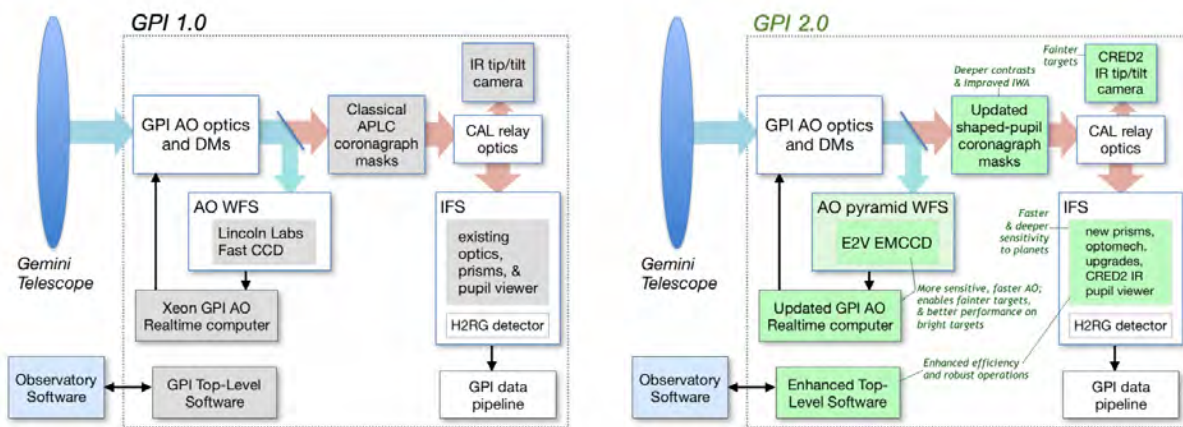 GPI 1.0
IR tip/tilt
camera
GPI AO optics
and DMs
Classical
APLC
coronagraph
masks
CAL relay
optics
AO WFS
Lincoln Labs
Fast CCD
IFS
existing
optics,
prisms, &
pupil viewer
H2RG detector
Gemini
Telescope
Xeon GPI AO
Realtime computer
Observatory
Software
GPI Top-Level
Software
GPI data
pipeline
GPI 2.0
Fainter
targets
CRED2
IR tip/tilt
camera
Deeper contrasts
& improved IWA
GPI AO optics
and DMs
Updated
shaped-pupil
coronagraph
masks
CAL relay
optics
AO pyramid WFS
E2V EMCCD
IFS
Faster
& deeper
sensitivity
to planets
new prisms,
optomech.
upgrades,
CRED2 IR
pupil viewer
H2RG detector
Gemini
Telescope
Updated GPI AO
Realtime computer
More sensitive, faster AO;
enables fainter targets,
& better performance on
bright targets
Observatory
Software
Enhanced Top-
Level Software
Enhanced efficiency
and robust operations
GPI data
pipeline